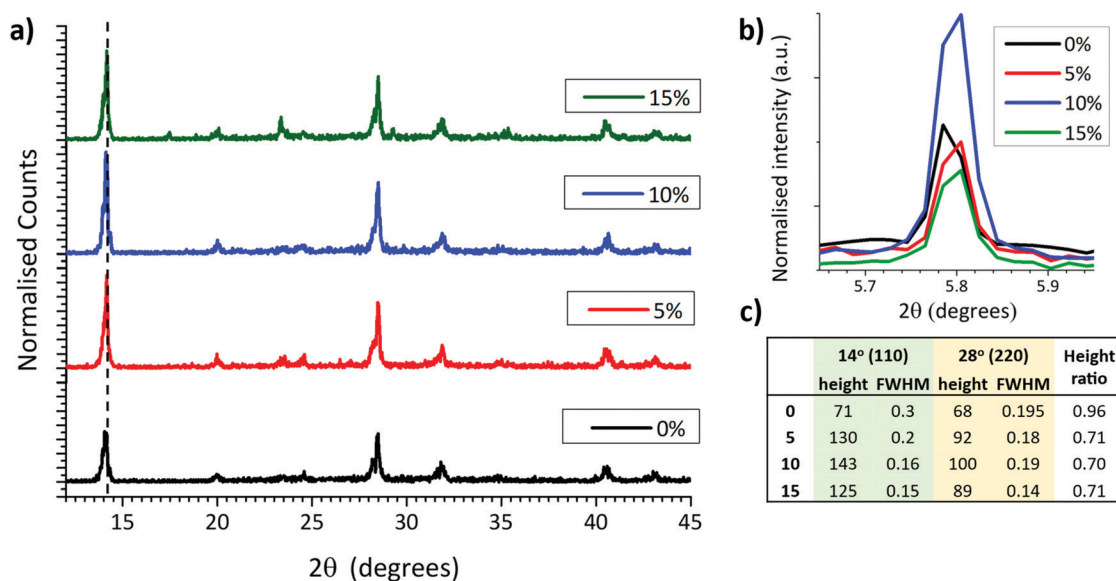 a)
Normalised Counts
15%
10%
5%
0%
15 20 25 30 35 40 45
2θ (degrees)
b)
Normalised intensity (a.u.)
0%
5%
10%
15%
5.7 5.8 5.9
2θ (degrees)
c)
14º (110) 28º (220) Height ratio
height FWHM height FWHM
0 71 0.3 68 0.195 0.96
5 130 0.2 92 0.18 0.71
10 143 0.16 100 0.19 0.70
15 125 0.15 89 0.14 0.71